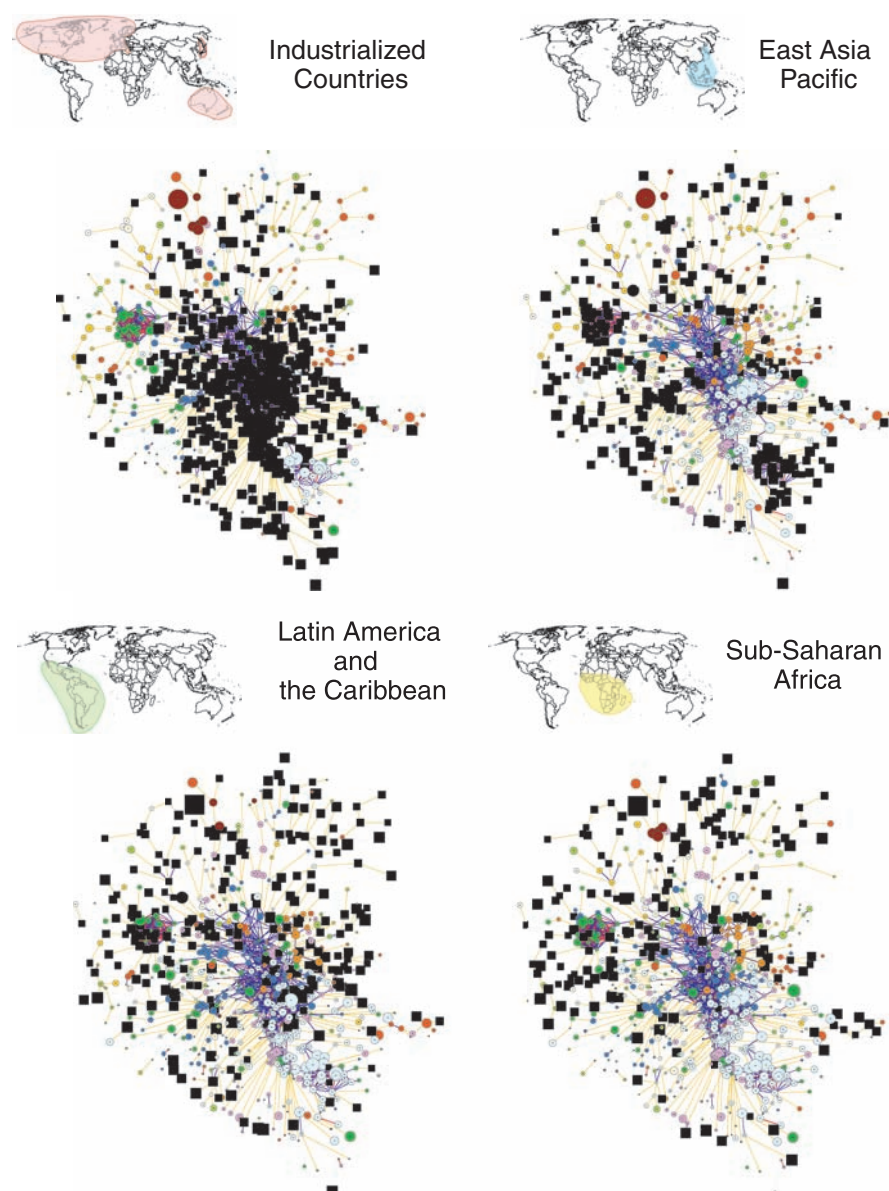 Industrialized
Countries
East Asia
Pacific
Latin America
and
the Caribbean
Sub-Saharan
Africa